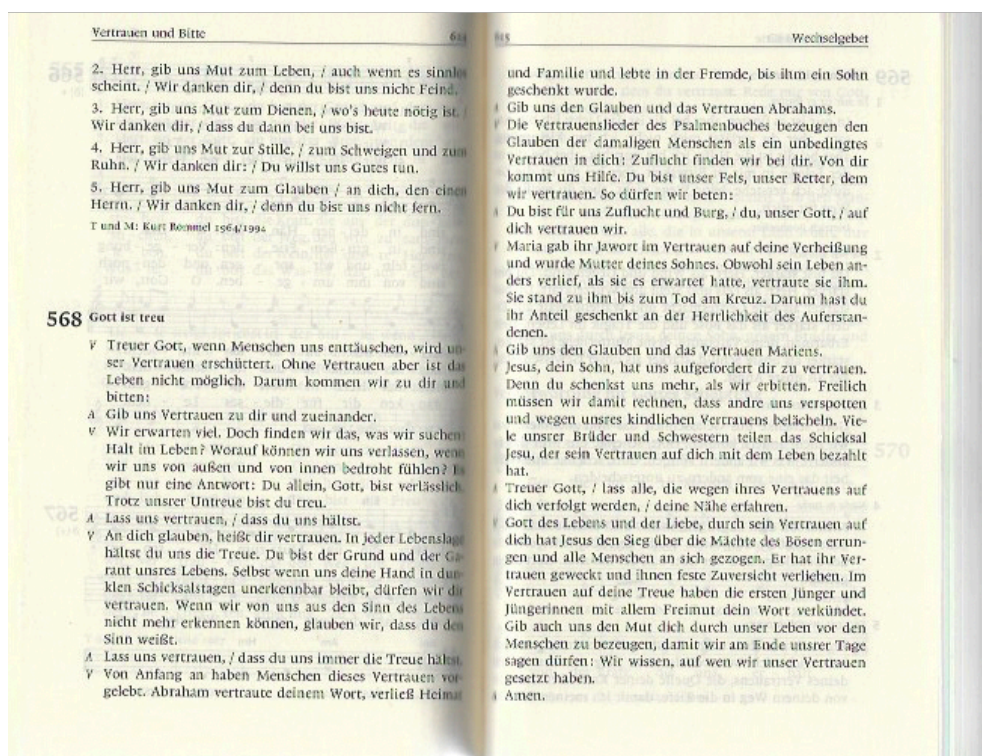 Vertrauen und Bitte
2. Herr, gib uns Mut zum Leben, / auch wenn es sinnlos
scheint. / Wir danken dir, / denn du bist uns nicht Feind.
3. Herr, gib uns Mut zum Dienen, / wo's heute nötig ist. /
Wir danken dir, / dass du dann bei uns bist.
4. Herr, gib uns Mut zur Stille, / zum Schweigen und zum
Ruhn. / Wir danken dir: / Du willst uns Gutes tun.
5. Herr, gib uns Mut zum Glauben / an dich, den einen
Herrn. / Wir danken dir, / denn du bist uns nicht fern.
T und M: Kurt Rommel 1964/1994
568 Gott ist treu
V Treuer Gott, wenn Menschen uns enttäuschen, wird un-
ser Vertrauen erschüttert. Ohne Vertrauen aber ist das
Leben nicht möglich. Darum kommen wir zu dir und
bitten:
A Gib uns Vertrauen zu dir und zueinander.
V Wir erwarten viel. Doch finden wir das, was wir suchen:
Halt im Leben? Worauf können wir uns verlassen, wenn
wir uns von außen und von innen bedroht fühlen? Es
gibt nur eine Antwort: Du allein, Gott, bist verlässlich.
Trotz unsrer Untreue bist du treu.
A Lass uns vertrauen, / dass du uns hältst.
V An dich glauben, heißt dir vertrauen. In jeder Lebenslage
hältst du uns die Treue. Du bist der Grund und der Ga-
rant unsres Lebens. Selbst wenn uns deine Hand in dun-
klen Schicksalstagen unerkennbar bleibt, dürfen wir dir
vertrauen. Wenn wir von uns aus den Sinn des Lebens
nicht mehr erkennen können, glauben wir, dass du den
Sinn weißt.
A Lass uns vertrauen, / dass du uns immer die Treue hältst.
V Von Anfang an haben Menschen dieses Vertrauen vor-
gelebt. Abraham vertraute deinem Wort, verließ Heimat
Wechselgebet
und Familie und lebte in der Fremde, bis ihm ein Sohn
geschenkt wurde.
A Gib uns den Glauben und das Vertrauen Abrahams.
V Die Vertrauenslieder des Psalmenbuches bezeugen den
Glauben der damaligen Menschen als ein unbedingtes
Vertrauen in dich: Zuflucht finden wir bei dir. Von dir
kommt uns Hilfe. Du bist unser Fels, unser Retter, dem
wir vertrauen. So dürfen wir beten:
A Du bist für uns Zuflucht und Burg, / du, unser Gott, / auf
dich vertrauen wir.
V Maria gab ihr Jawort im Vertrauen auf deine Verheißung
und wurde Mutter deines Sohnes. Obwohl sein Leben an-
ders verlief, als sie es erwartet hatte, vertraute sie ihm.
Sie stand zu ihm bis zum Tod am Kreuz. Darum hast du
ihr Anteil geschenkt an der Herrlichkeit des Auferstan-
denen.
A Gib uns den Glauben und das Vertrauen Mariens.
V Jesus, dein Sohn, hat uns aufgefordert dir zu vertrauen.
Denn du schenkst uns mehr, als wir erbitten. Freilich
müssen wir damit rechnen, dass andre uns verspotten
und wegen unsres kindlichen Vertrauens belächeln. Vie-
le unsrer Brüder und Schwestern teilen das Schicksal
Jesu, der sein Vertrauen auf dich mit dem Leben bezahlt
hat.
A Treuer Gott, / lass alle, die wegen ihres Vertrauens auf
dich verfolgt werden, / deine Nähe erfahren.
V Gott des Lebens und der Liebe, durch sein Vertrauen auf
dich hat Jesus den Sieg über die Mächte des Bösen errun-
gen und alle Menschen an sich gezogen. Er hat ihr Ver-
trauen geweckt und ihnen feste Zuversicht verliehen. Im
Vertrauen auf deine Treue haben die ersten Jünger und
Jüngerinnen mit allem Freimut dein Wort verkündet.
Gib auch uns den Mut dich durch unser Leben vor den
Menschen zu bezeugen, damit wir am Ende unsrer Tage
sagen dürfen: Wir wissen, auf wen wir unser Vertrauen
gesetzt haben.
A Amen.